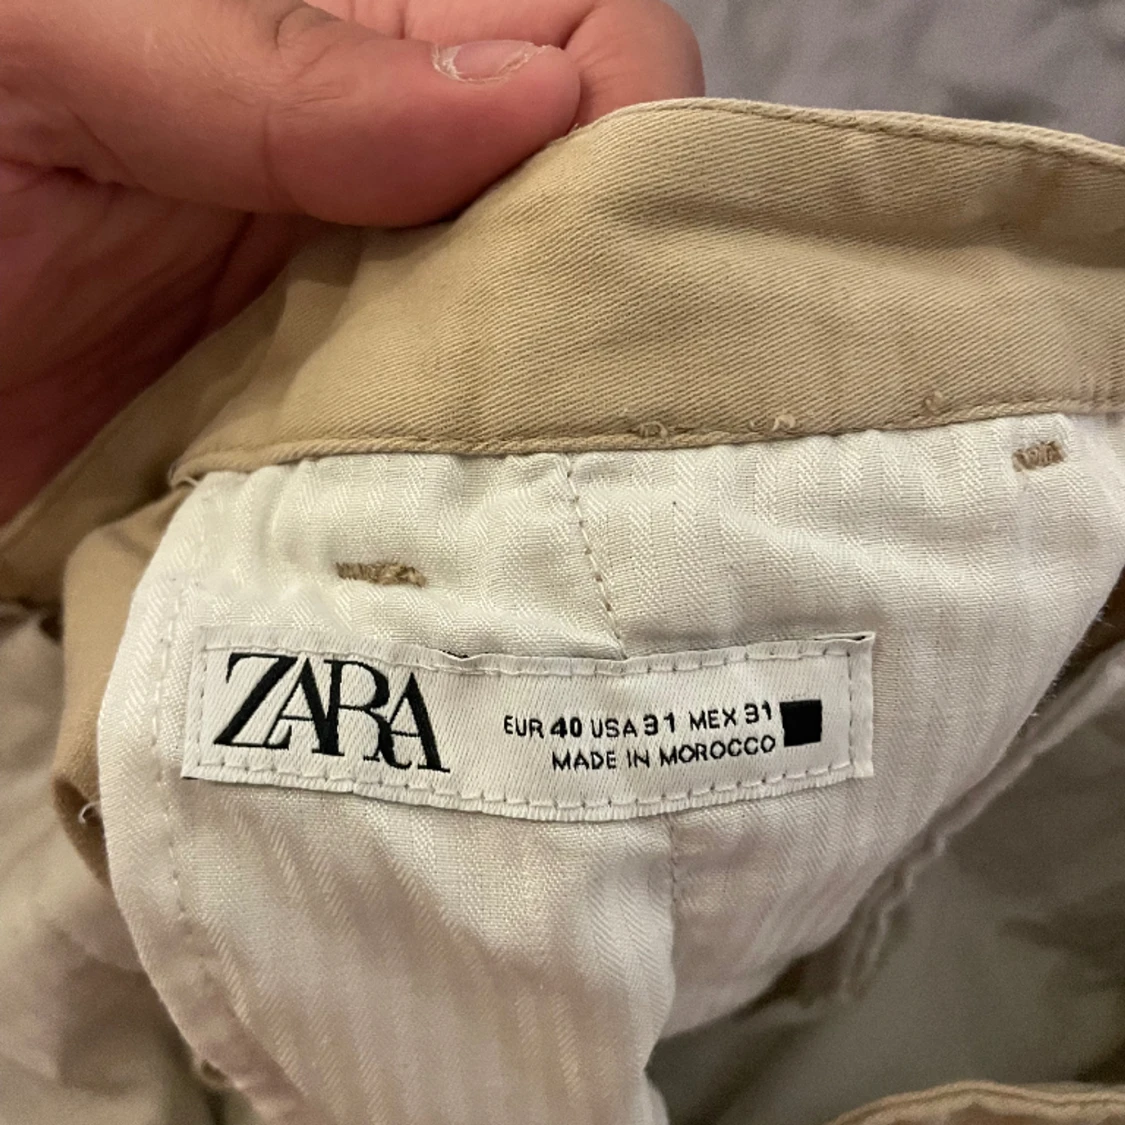 ZARA
EUR 40 USA 31 MEX 31
MADE IN MOROCCO